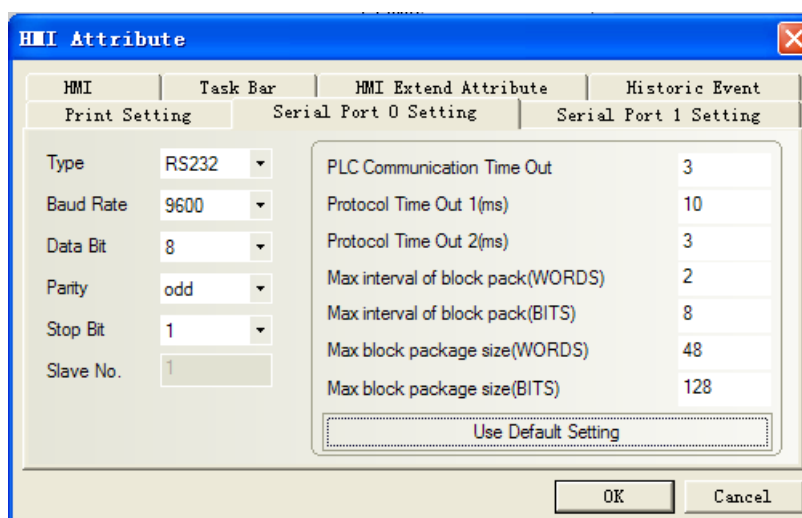 HMI Attribute
HMI Task Bar HMI Extend Attribute Historic Event
Print Setting Serial Port 0 Setting Serial Port 1 Setting
Type RS232
Baud Rate 9600
Data Bit 8
Parity odd
Stop Bit 1
Slave No. 1
PLC Communication Time Out 3
Protocol Time Out 1(ms) 10
Protocol Time Out 2(ms) 3
Max interval of block pack(WORDS) 2
Max interval of block pack(BITS) 8
Max block package size(WORDS) 48
Max block package size(BITS) 128
Use Default Setting
OK Cancel